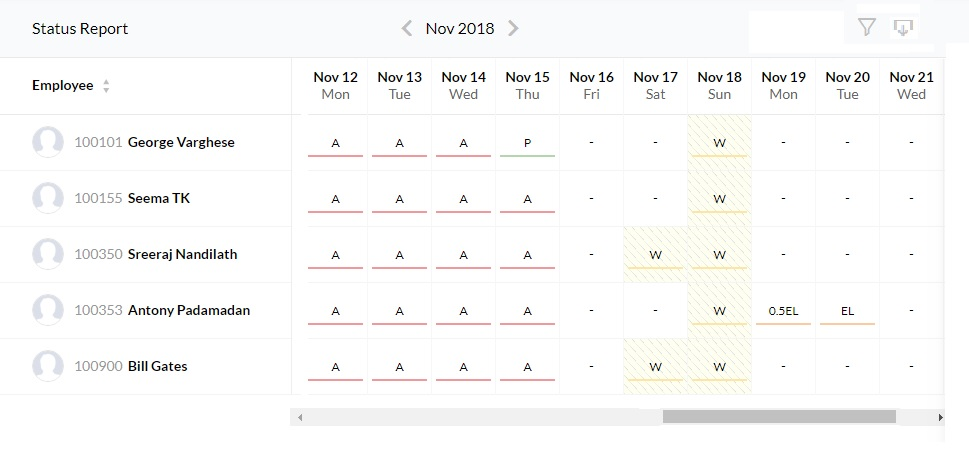 Status Report Nov 2018
Employee Nov 12 Nov 13 Nov 14 Nov 15 Nov 16 Nov 17 Nov 18 Nov 19 Nov 20 Nov 21
Mon Tue Wed Thu Fri Sat Sun Mon Tue Wed
100101 George Varghese A A A P - - W - - -
100155 Seema TK A A A A - - W - - -
100350 Sreeraj Nandilath A A A A - W W - - -
100353 Antony Padamadan A A A A - - W 0.5EL EL -
100900 Bill Gates A A A A - W W - - -